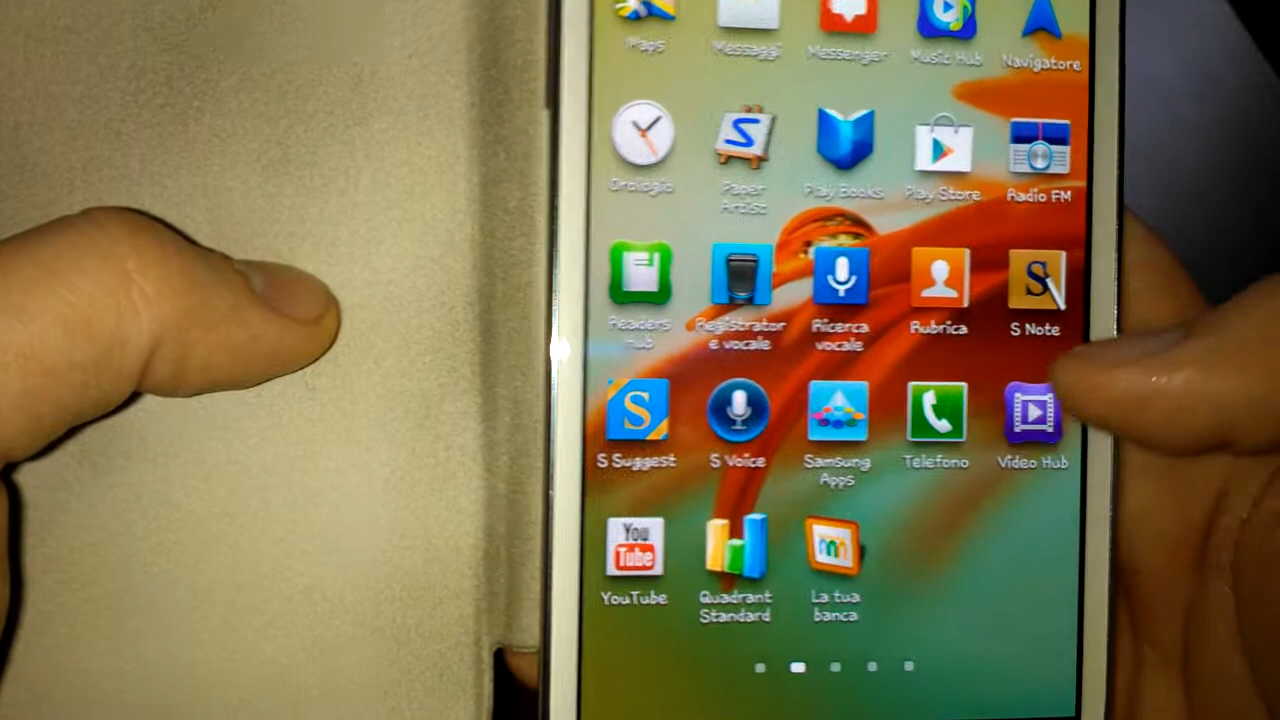 Maps Messaggi Messenger Music Hub Navigatore
Orologio Paper Artist Play Books Play Store Radio FM
Readers Hub Registratore vocale Ricerca vocale Rubrica S Note
S Suggest S Voice Samsung Apps Telefono Video Hub
You Tube
YouTube Quadrant Standard La tua banca